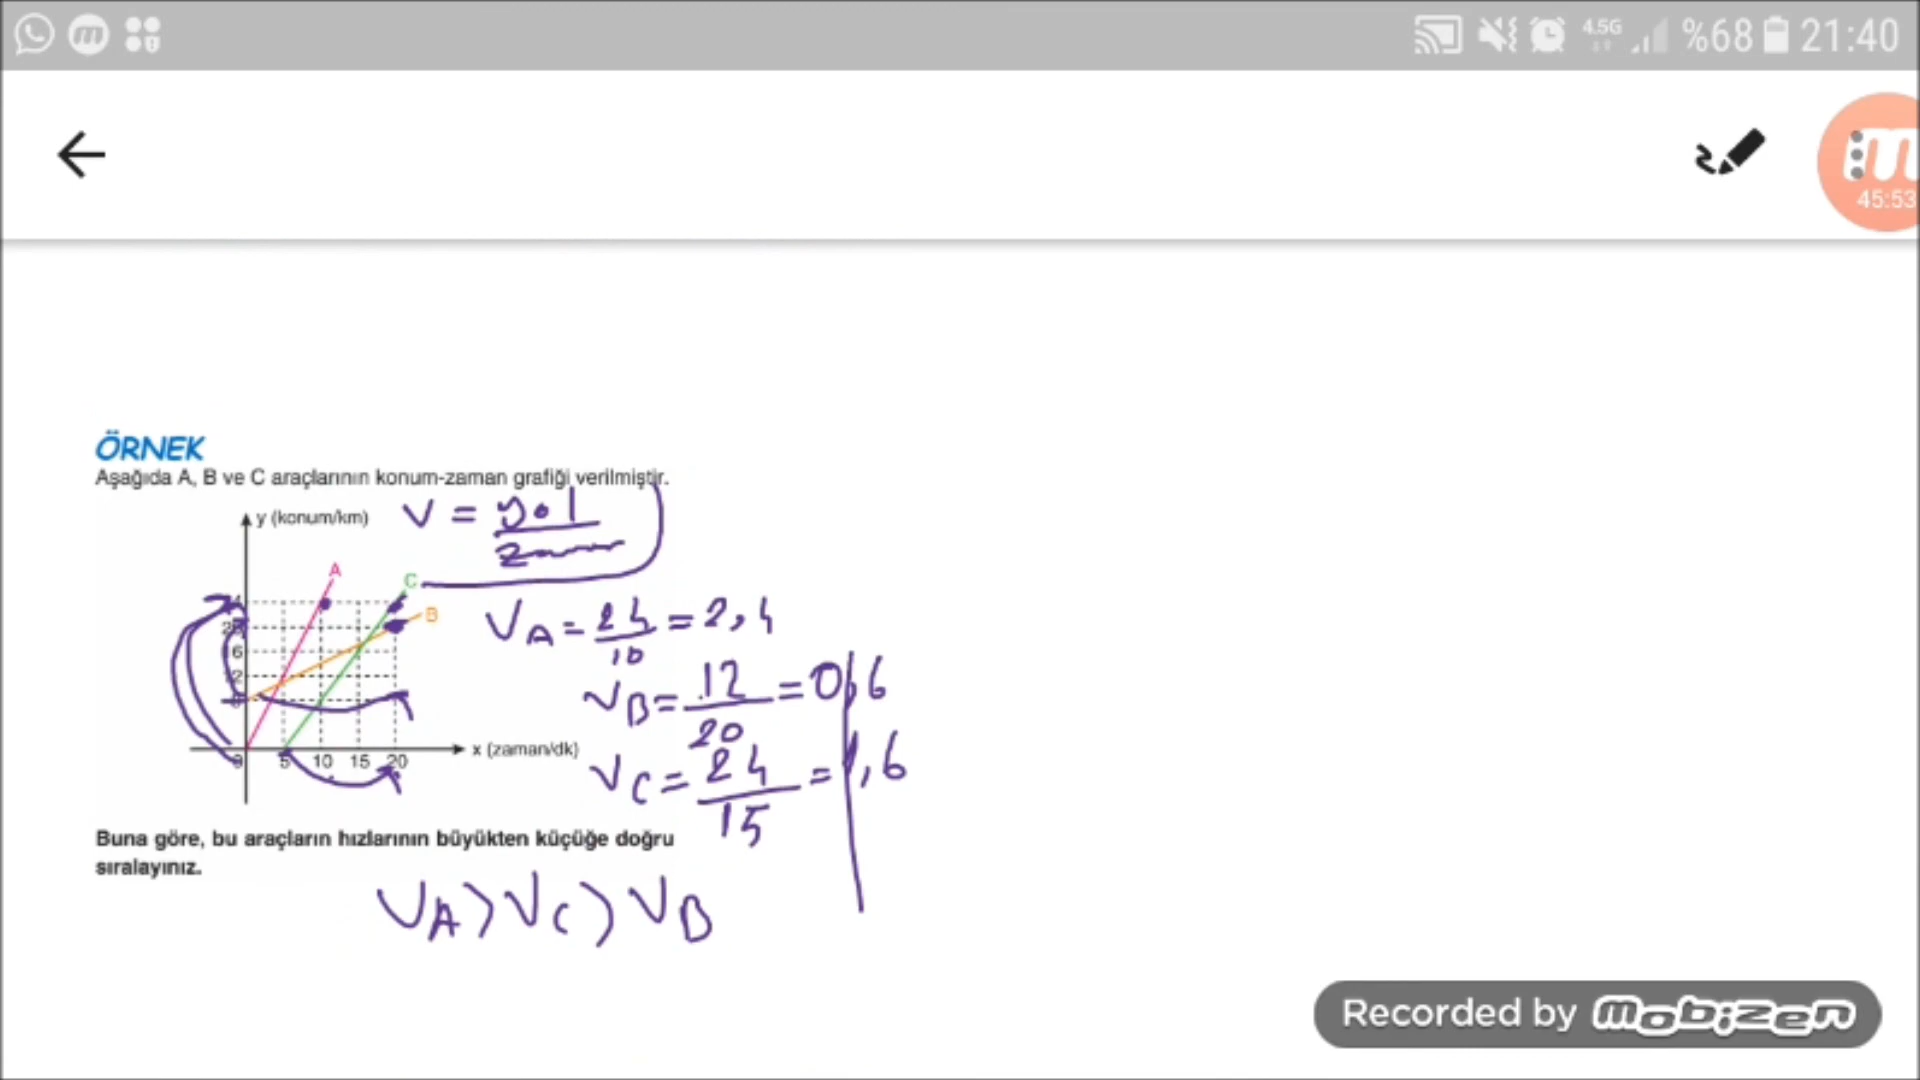 4.5G %68 21:40
45:53
ÖRNEK
Aşağıda A, B ve C araçlarının konum-zaman grafiği verilmiştir.
y (konum/km)
V = yol
zaman
A
C
B
6
0 5 10 15 20
x (zaman/dk)
VA = 24/10 = 2,4
VB = 12/20 = 0,6
VC = 24/15 = 1,6
Buna göre, bu araçların hızlarının büyükten küçüğe doğru
sıralayınız.
VA > VC > VB
Recorded by mobizen